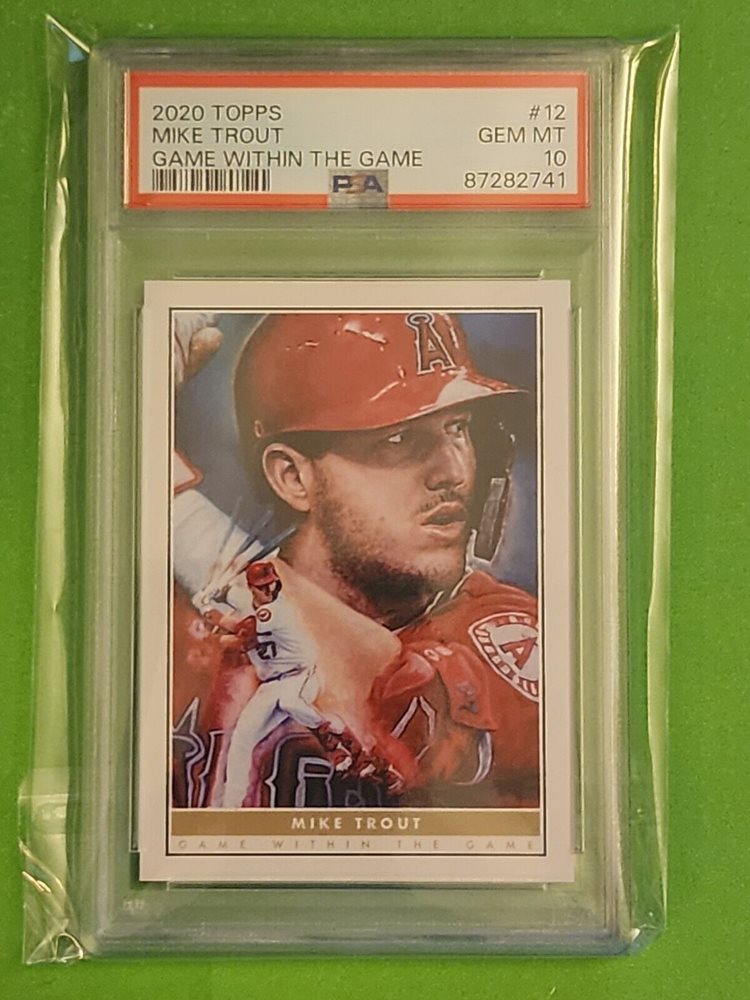 2020 TOPPS #12
MIKE TROUT GEM MT
GAME WITHIN THE GAME 10
PSA 87282741
A
A
MIKE TROUT
GAME WITHIN THE GAME